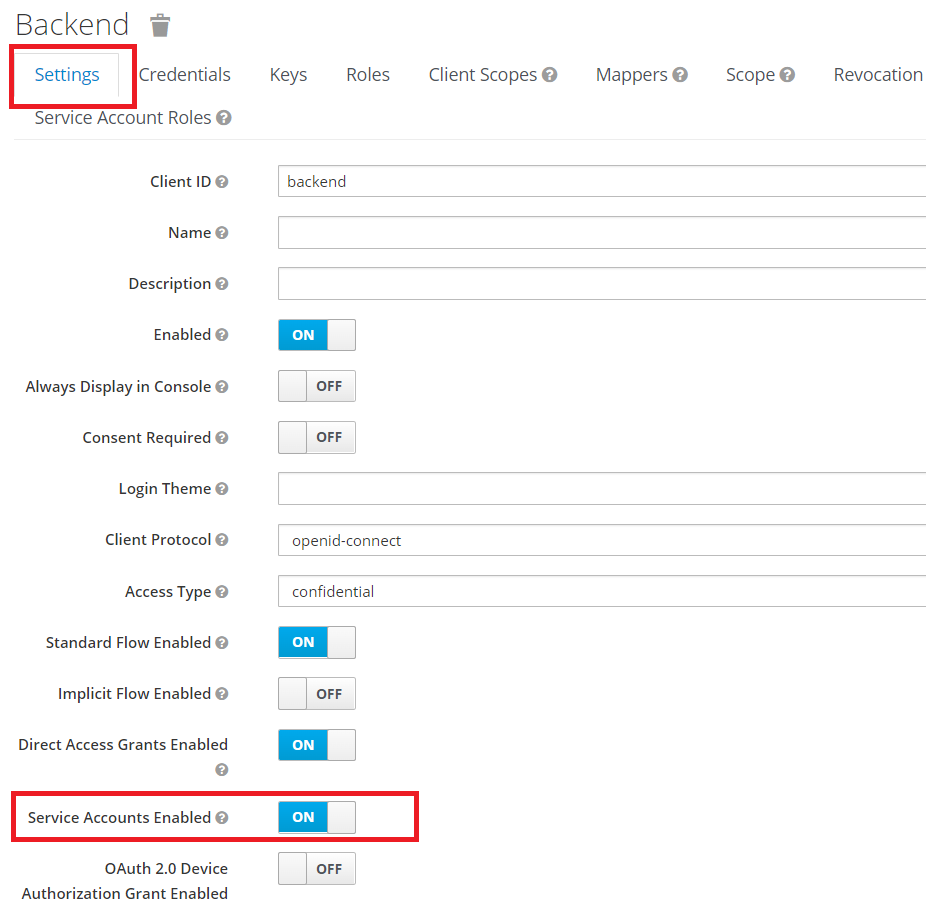 Backend
Settings Credentials Keys Roles Client Scopes Mappers Scope Revocation
Service Account Roles
Client ID backend
Name
Description
Enabled ON
Always Display in Console OFF
Consent Required OFF
Login Theme
Client Protocol openid-connect
Access Type confidential
Standard Flow Enabled ON
Implicit Flow Enabled OFF
Direct Access Grants Enabled ON
Service Accounts Enabled ON
OAuth 2.0 Device OFF
Authorization Grant Enabled